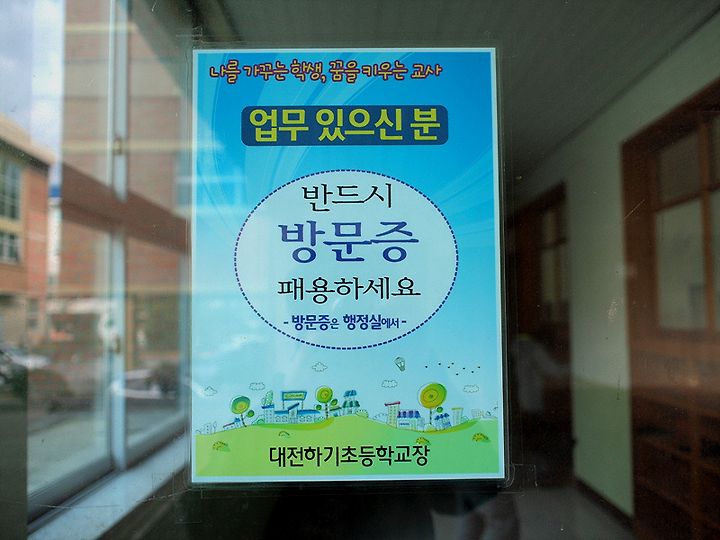 나를 가꾸는 학생, 꿈을 키우는 교사
업무 있으신 분
반드시
방문증
패용하세요
- 방문증은 행정실에서 -
대전하기초등학교장